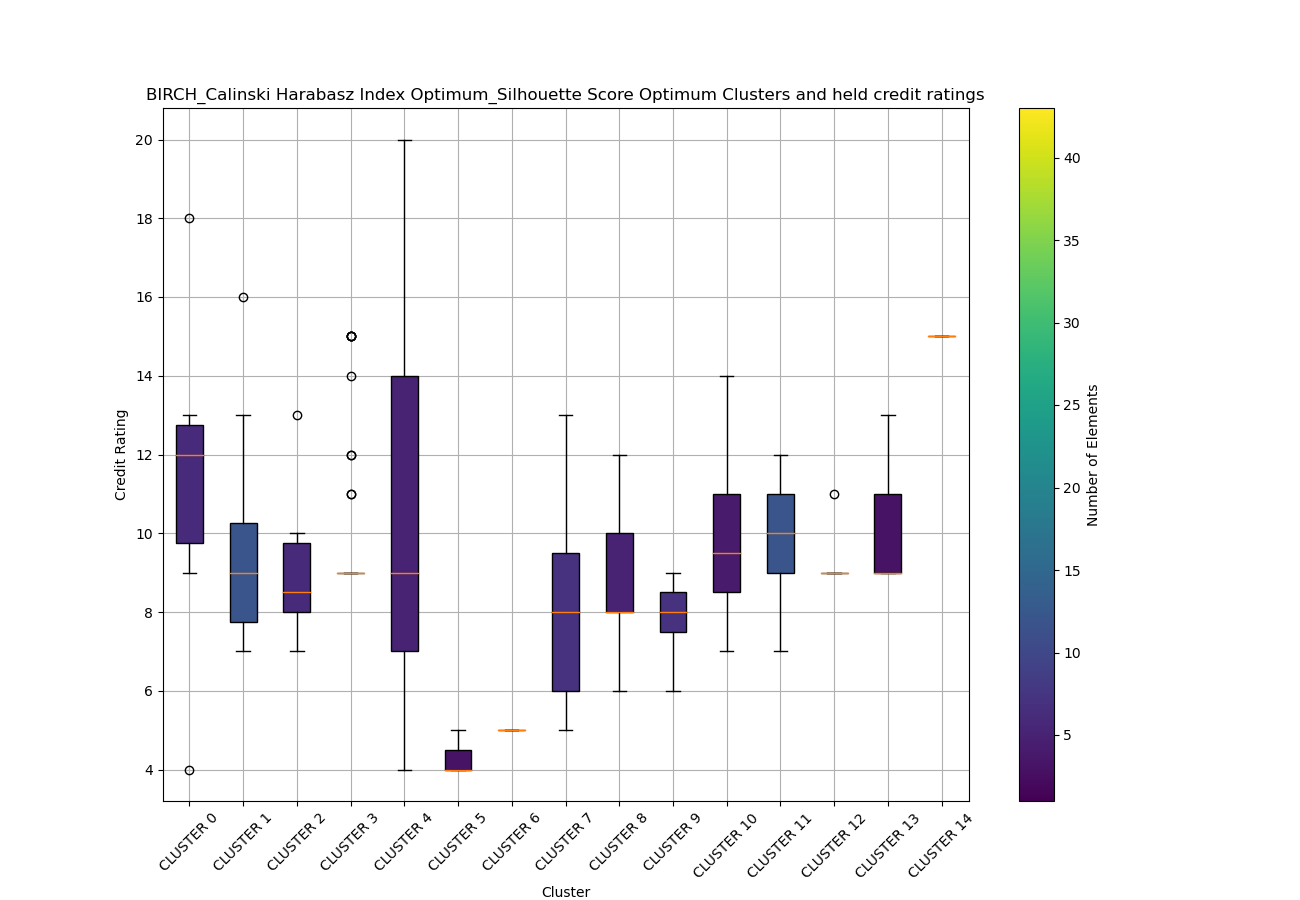 BIRCH_Calinski Harabasz Index Optimum_Silhouette Score Optimum Clusters and held credit ratings
20
18
16
14
12
10
8
6
4
Credit Rating
CLUSTER 0
CLUSTER 1
CLUSTER 2
CLUSTER 3
CLUSTER 4
CLUSTER 5
CLUSTER 6
CLUSTER 7
CLUSTER 8
CLUSTER 9
CLUSTER 10
CLUSTER 11
CLUSTER 12
CLUSTER 13
CLUSTER 14
Cluster
40
35
30
25
20
15
10
5
Number of Elements